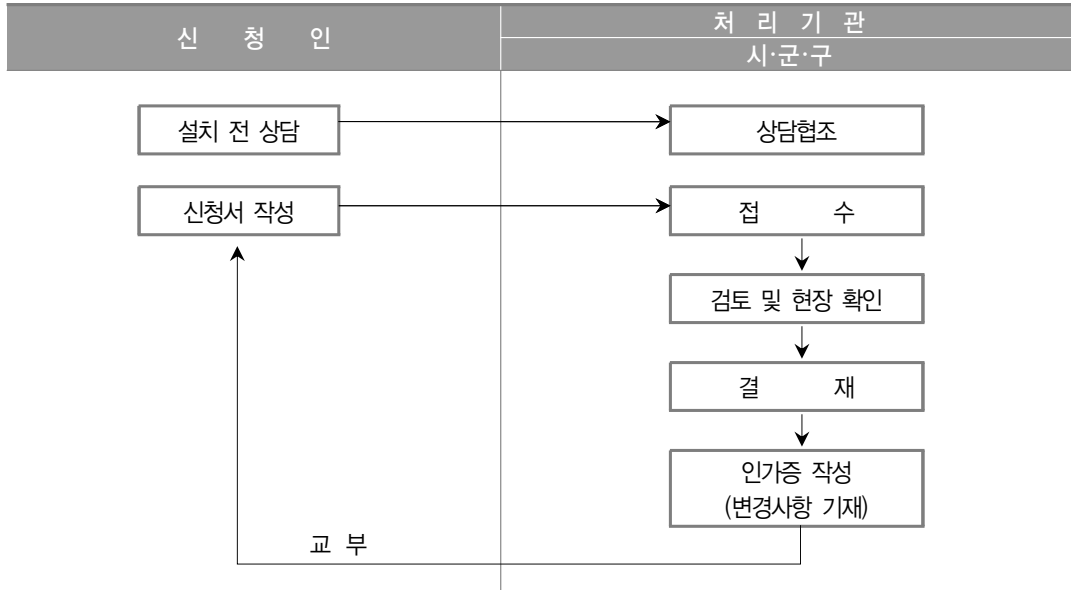 신 청 인
처 리 기 관
시·군·구
설치 전 상담
상담협조
신청서 작성
접 수
검토 및 현장 확인
결 재
인가증 작성
(변경사항 기재)
교 부